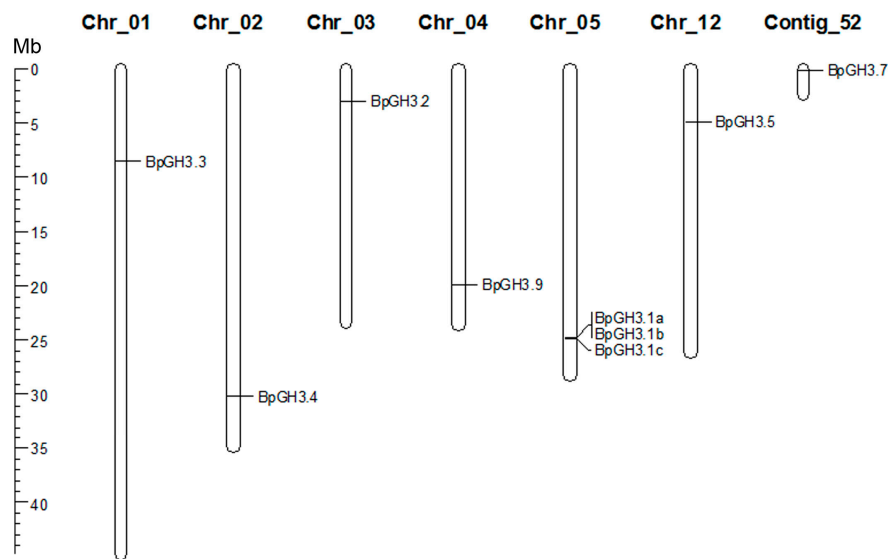 Chr_01 Chr_02 Chr_03 Chr_04 Chr_05 Chr_12 Contig_52
Mb
0
BpGH3.7
BpGH3.2
5
BpGH3.5
BpGH3.3
10
15
20
BpGH3.9
BpGH3.1a
BpGH3.1b
25
BpGH3.1c
30
BpGH3.4
35
40